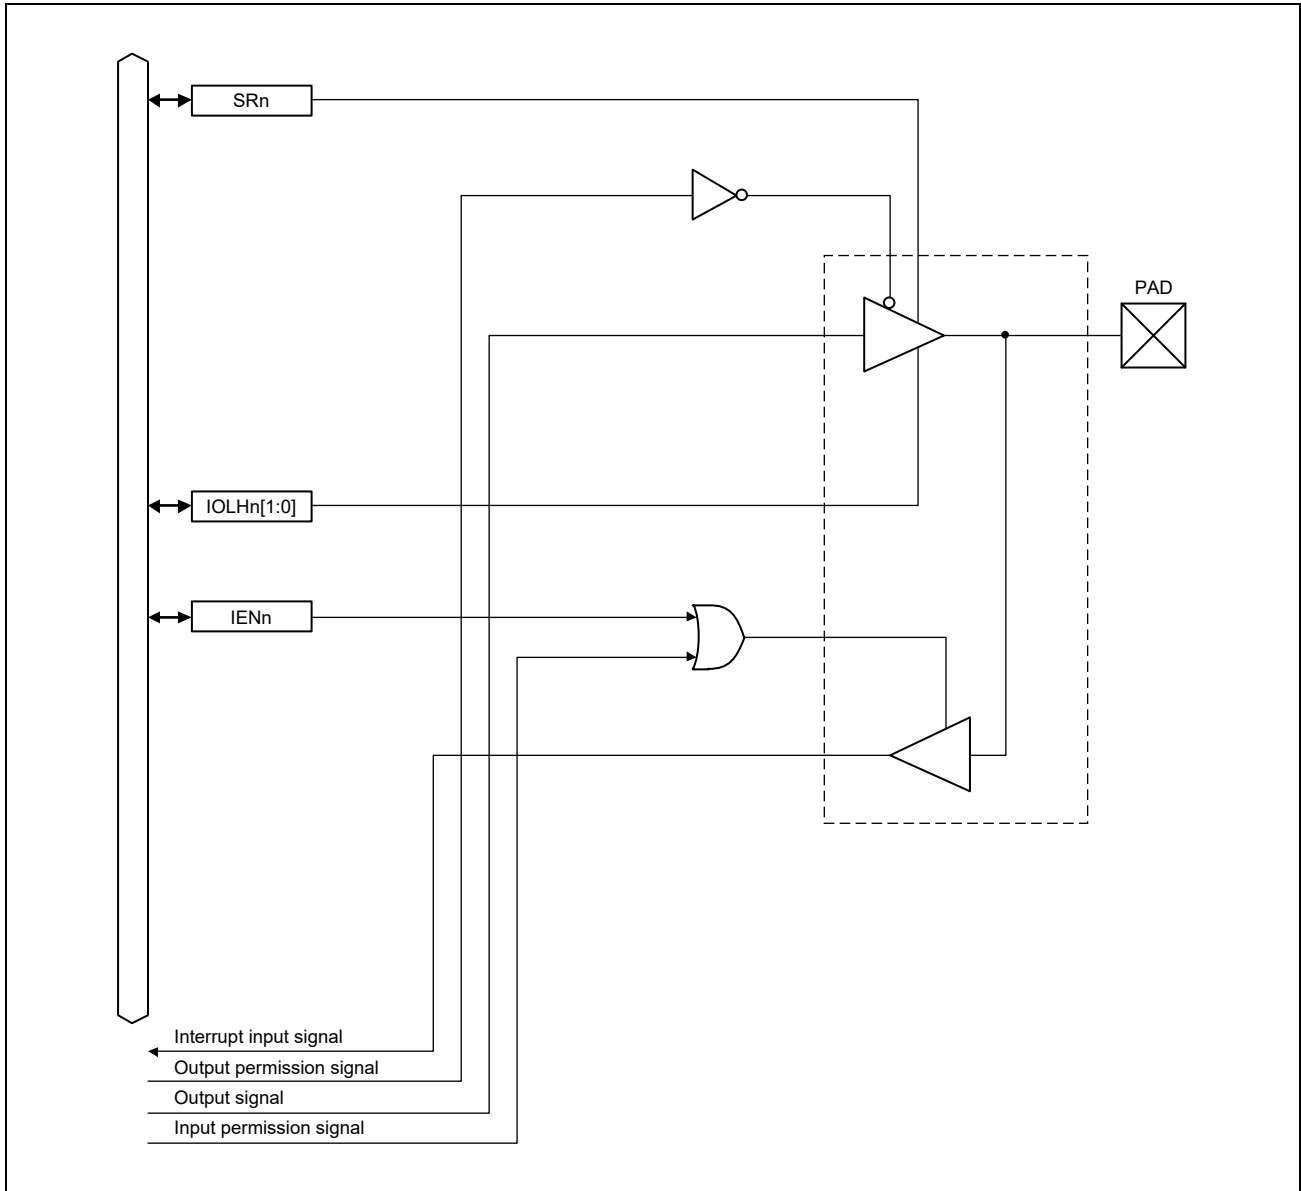 SRn
PAD
IOLHn[1:0]
IENn
Interrupt input signal
Output permission signal
Output signal
Input permission signal